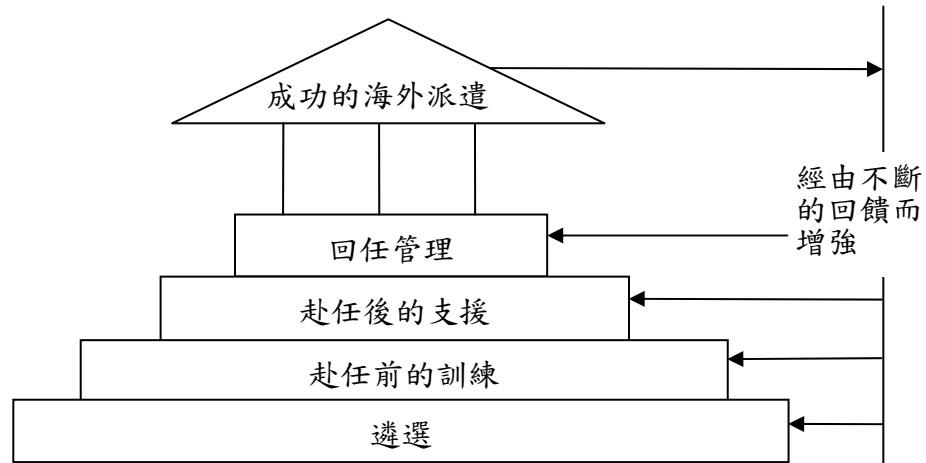 成功的海外派遣
經由不斷
的回饋而
增強
回任管理
赴任後的支援
赴任前的訓練
遴選